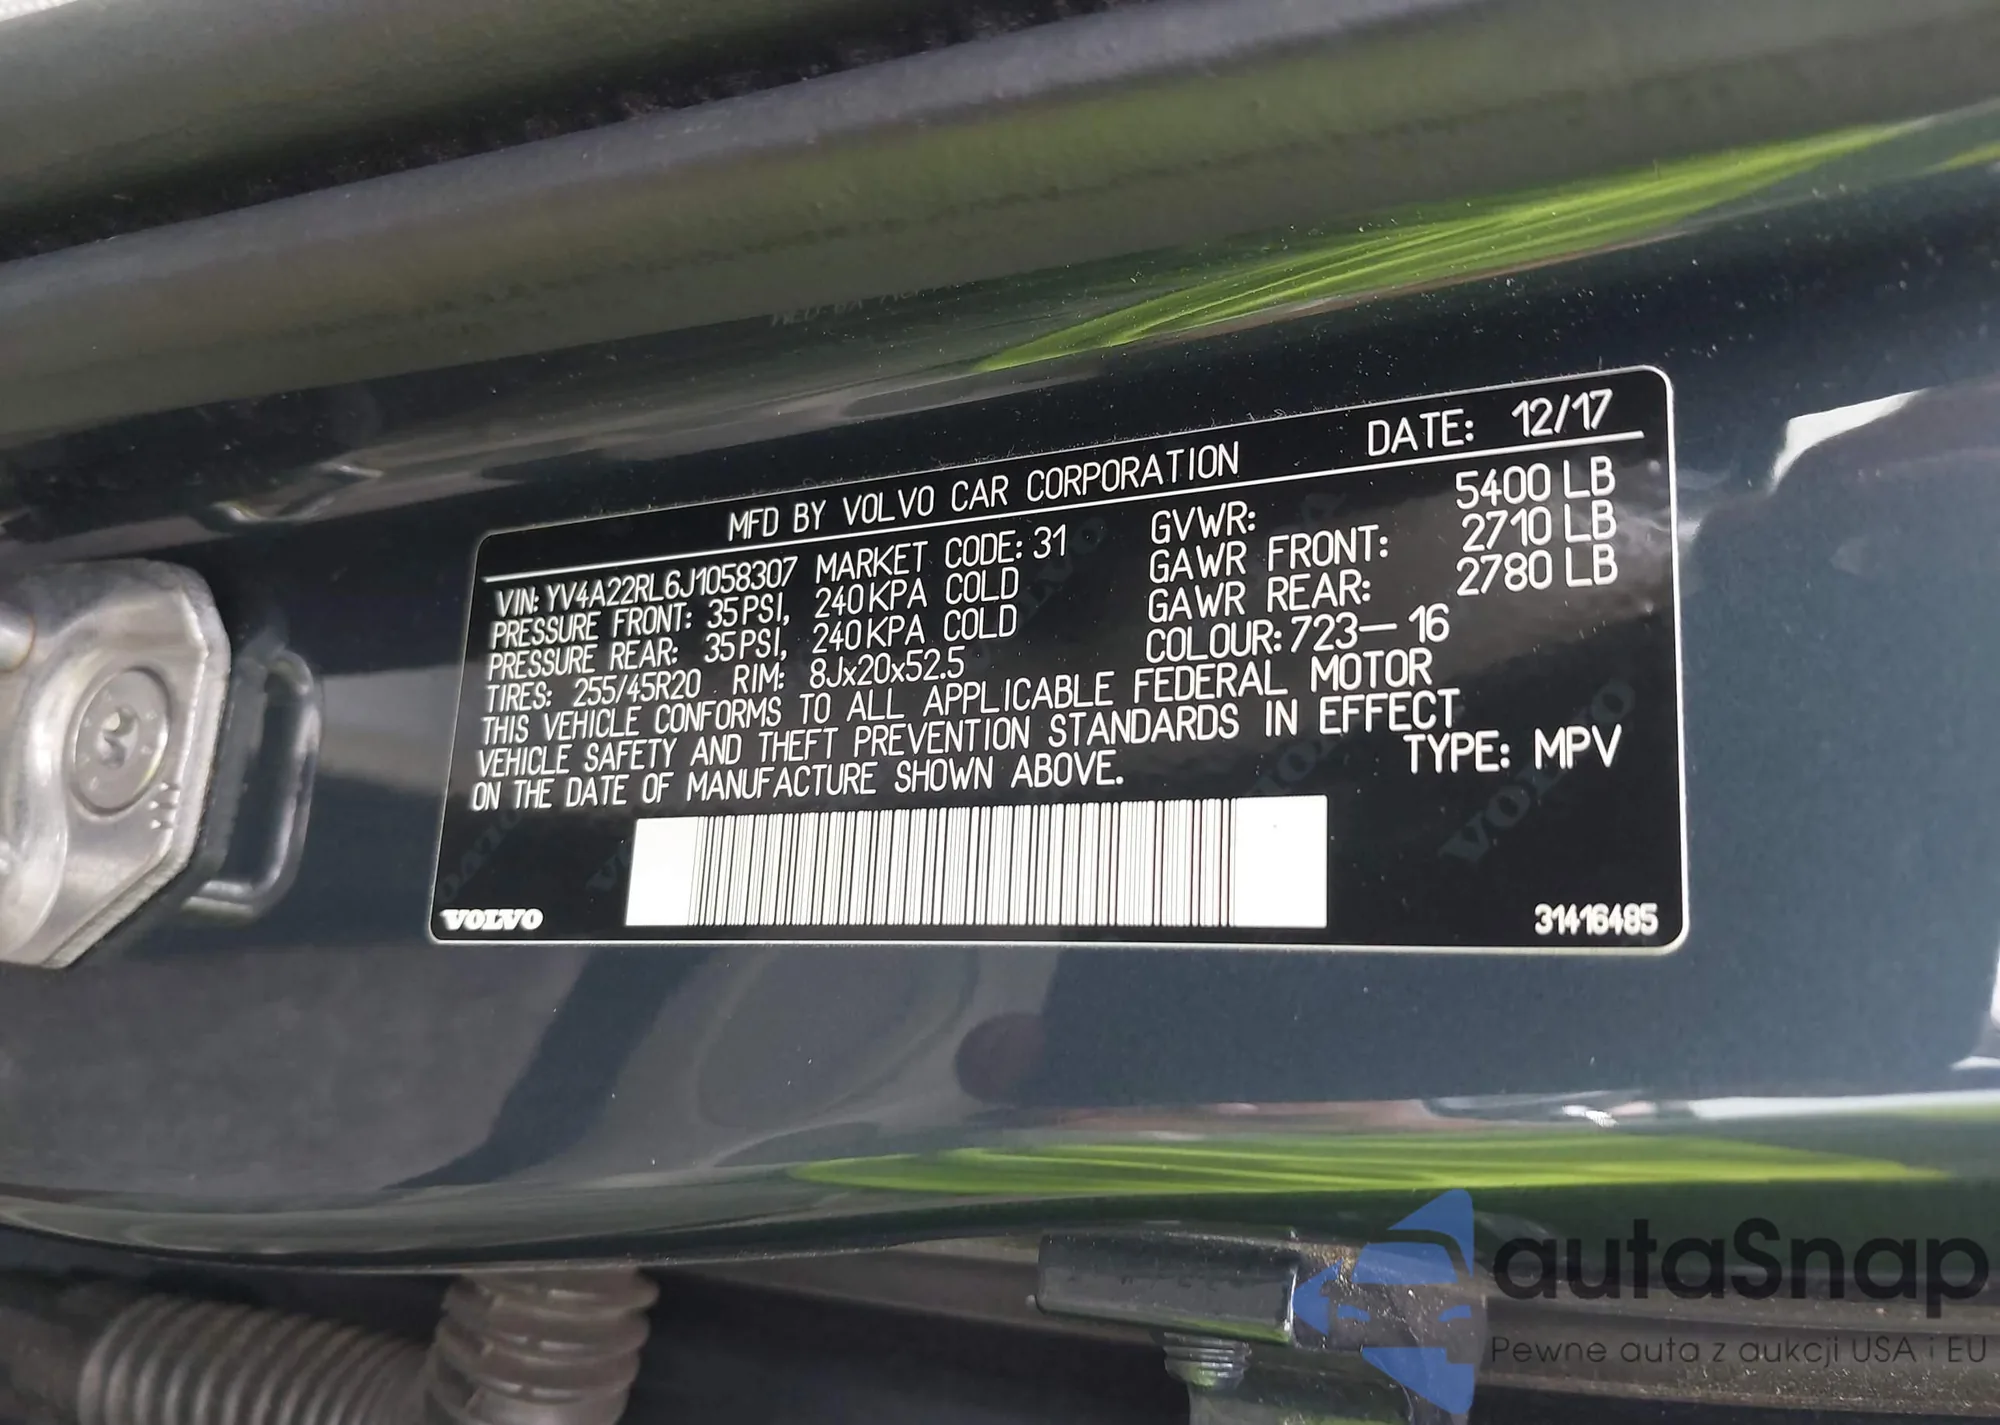 MFD BY VOLVO CAR CORPORATION DATE: 12/17
VIN: YV4A22RL6J1058307 MARKET CODE: 31 GVWR: 5400 LB
PRESSURE FRONT: 35 PSI, 240 KPA COLD GAWR FRONT: 2710 LB
PRESSURE REAR: 35 PSI, 240 KPA COLD GAWR REAR: 2780 LB
TIRES: 255/45R20 RIM: 8Jx20x52.5 COLOUR: 723-16
THIS VEHICLE CONFORMS TO ALL APPLICABLE FEDERAL MOTOR
VEHICLE SAFETY AND THEFT PREVENTION STANDARDS IN EFFECT
ON THE DATE OF MANUFACTURE SHOWN ABOVE. TYPE: MPV
VOLVO
31416485
autaSnap
Pewne auta z aukcji USA i EU